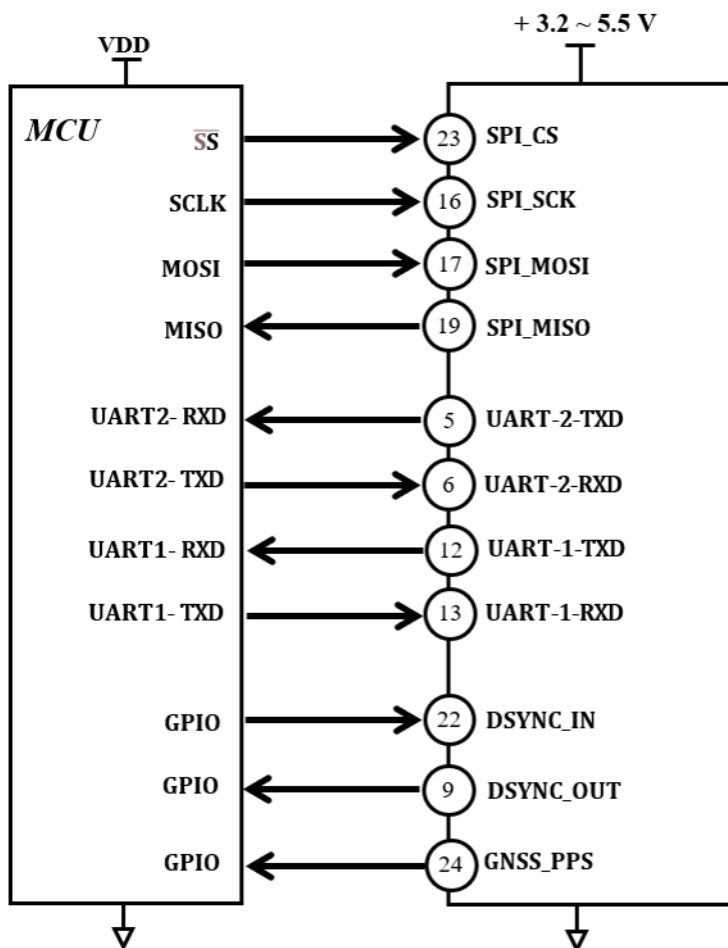 VDD
+ 3.2 ~ 5.5 V
MCU
SS
23
SPI_CS
SCLK
16
SPI_SCK
MOSI
17
SPI_MOSI
MISO
19
SPI_MISO
UART2- RXD
5
UART-2-TXD
UART2- TXD
6
UART-2-RXD
UART1- RXD
12
UART-1-TXD
UART1- TXD
13
UART-1-RXD
GPIO
22
DSYNC_IN
GPIO
9
DSYNC_OUT
GPIO
24
GNSS_PPS